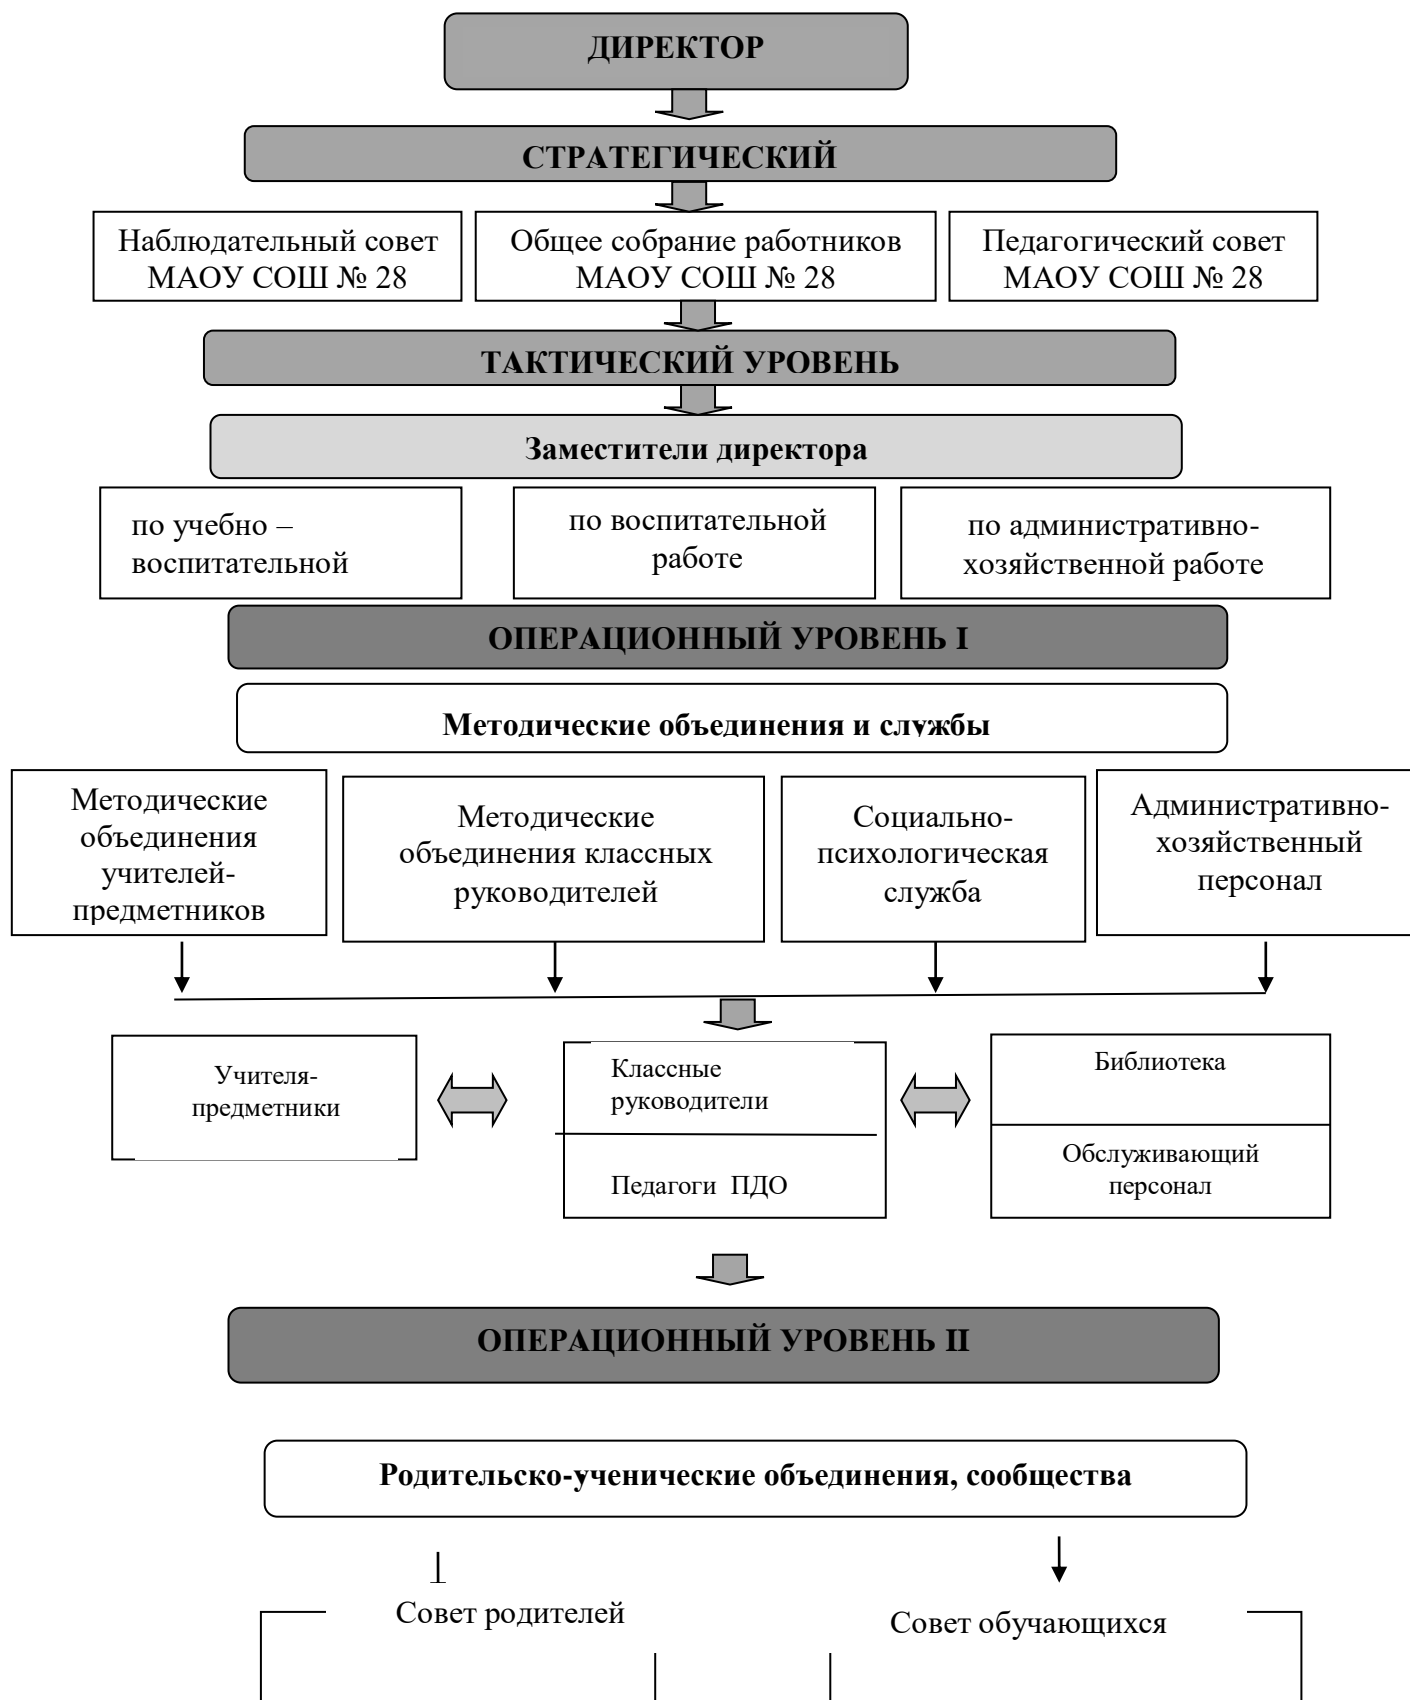 ДИРЕКТОР
СТРАТЕГИЧЕСКИЙ
Наблюдательный совет
МАОУ СОШ № 28
Общее собрание работников
МАОУ СОШ № 28
Педагогический совет
МАОУ СОШ № 28
ТАКТИЧЕСКИЙ УРОВЕНЬ
Заместители директора
по учебно –
воспитательной
по воспитательной
работе
по административно-
хозяйственной работе
ОПЕРАЦИОННЫЙ УРОВЕНЬ I
Методические объединения и службы
Методические
объединения
учителей-
предметников
Методические
объединения классных
руководителей
Социально-
психологическая
служба
Административно-
хозяйственный
персонал
Учителя-
предметники
Классные
руководители
Педагоги ПДО
Библиотека
Обслуживающий
персонал
ОПЕРАЦИОННЫЙ УРОВЕНЬ II
Родительско-ученические объединения, сообщества
Совет родителей
Совет обучающихся